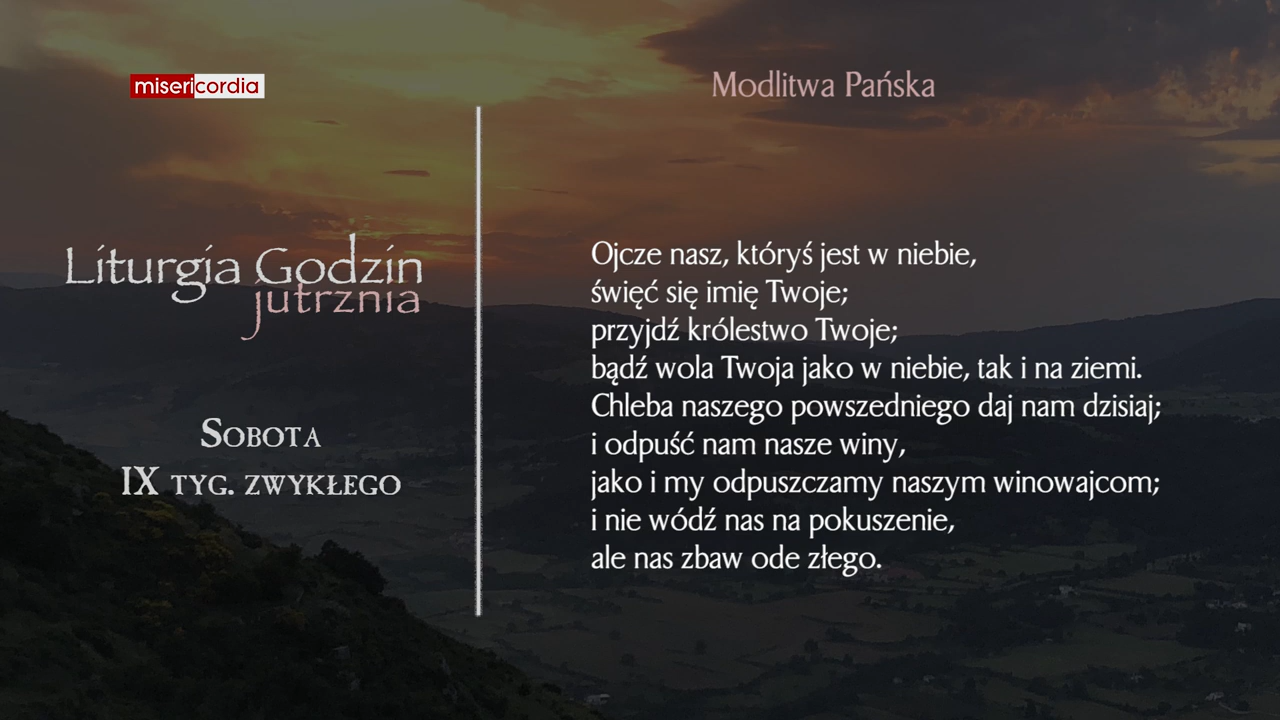 misericordia
Liturgia Godzin
jutrznia
Sobota
IX tyg. zwykłego
Modlitwa Pańska
Ojcze nasz, któryś jest w niebie,
święć się imię Twoje;
przyjdź królestwo Twoje;
bądź wola Twoja jako w niebie, tak i na ziemi.
Chleba naszego powszedniego daj nam dzisiaj;
i odpuść nam nasze winy,
jako i my odpuszczamy naszym winowajcom;
i nie wódź nas na pokuszenie,
ale nas zbaw ode złego.